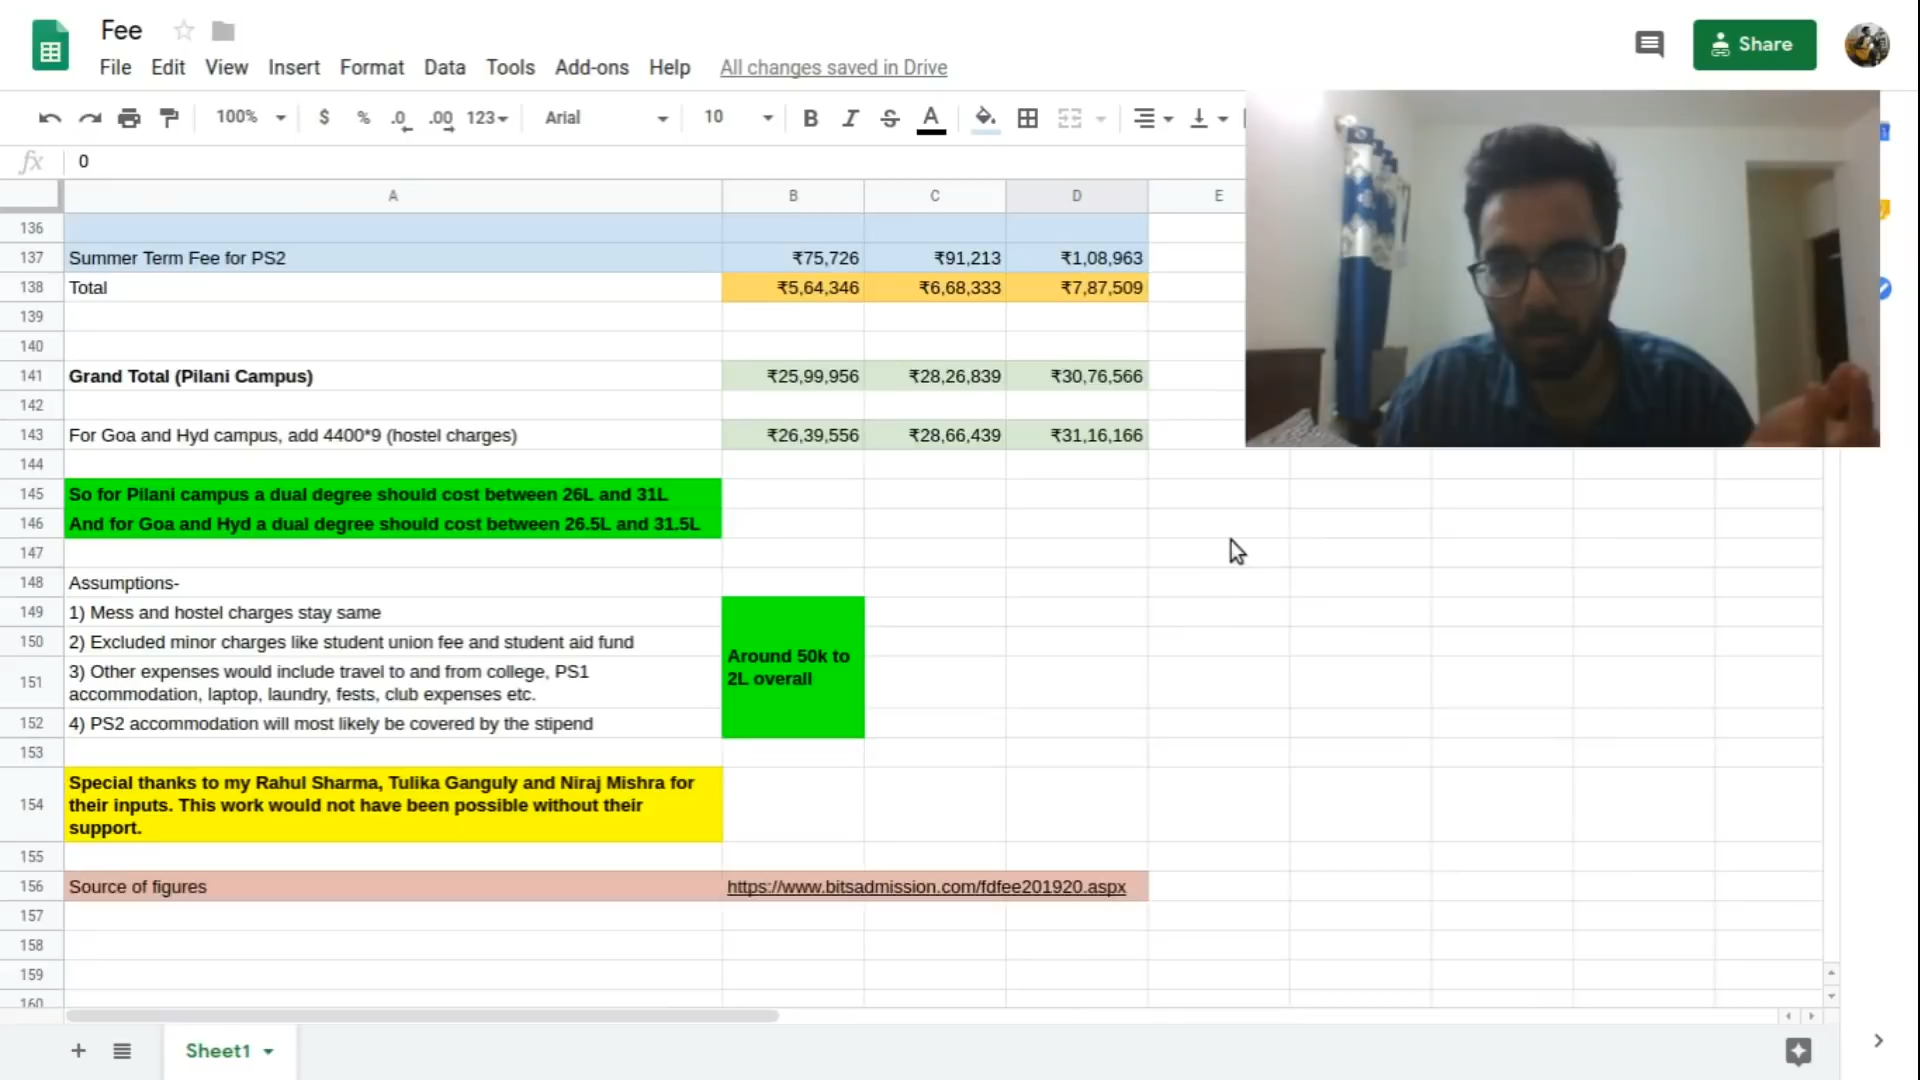 Fee
Share
File Edit View Insert Format Data Tools Add-ons Help All changes saved in Drive
100% $ % .0 .00 123 Arial 10 B I S A
fx 0
A B C D E
136
137 Summer Term Fee for PS2 ₹75,726 ₹91,213 ₹1,08,963
138 Total ₹5,64,346 ₹6,68,333 ₹7,87,509
139
140
141 Grand Total (Pilani Campus) ₹25,99,956 ₹28,26,839 ₹30,76,566
142
143 For Goa and Hyd campus, add 4400*9 (hostel charges) ₹26,39,556 ₹28,66,439 ₹31,16,166
144
145 So for Pilani campus a dual degree should cost between 26L and 31L
146 And for Goa and Hyd a dual degree should cost between 26.5L and 31.5L
147
148 Assumptions-
149 1) Mess and hostel charges stay same
150 2) Excluded minor charges like student union fee and student aid fund
151 3) Other expenses would include travel to and from college, PS1
accommodation, laptop, laundry, fests, club expenses etc.
152 4) PS2 accommodation will most likely be covered by the stipend
Around 50k to
2L overall
153
154 Special thanks to my Rahul Sharma, Tulika Ganguly and Niraj Mishra for
their inputs. This work would not have been possible without their
support.
155
156 Source of figures https://www.bitsadmission.com/fdfee201920.aspx
157
158
159
160
Sheet1